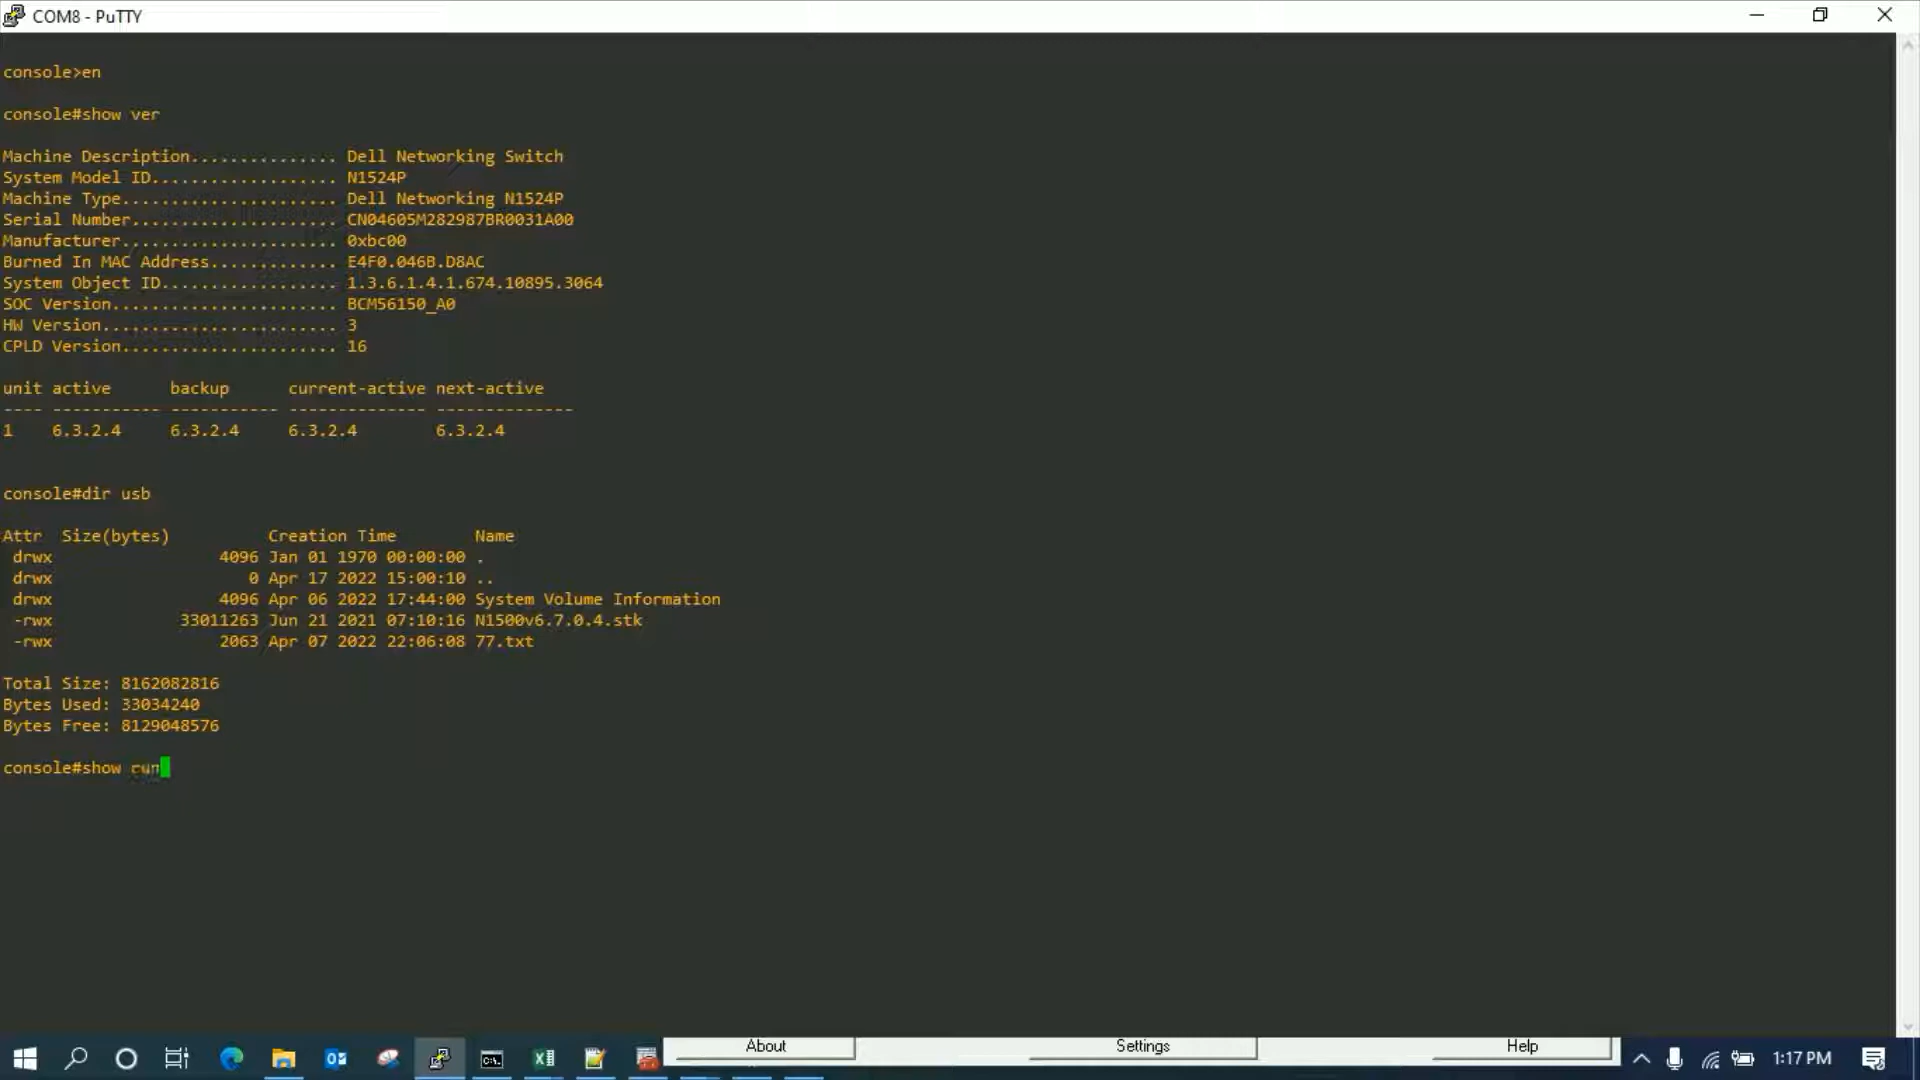 COM8 - PuTTY
console>en
console#show ver
Machine Description............... Dell Networking Switch
System Model ID................... N1524P
Machine Type...................... Dell Networking N1524P
Serial Number..................... CN04605M282987BR0031A00
Manufacturer...................... 0xbc00
Burned In MAC Address............. E4F0.046B.D8AC
System Object ID.................. 1.3.6.1.4.1.674.10895.3064
SOC Version....................... BCM56150_A0
HW Version........................ 3
CPLD Version...................... 16
unit active      backup      current-active next-active
---- ----------- ----------- -------------- --------------
1    6.3.2.4     6.3.2.4     6.3.2.4        6.3.2.4
console#dir usb
Attr  Size(bytes)          Creation Time        Name
drwx                 4096 Jan 01 1970 00:00:00 .
drwx                    0 Apr 17 2022 15:00:10 ..
drwx                 4096 Apr 06 2022 17:44:00 System Volume Information
-rwx             33011263 Jun 21 2021 07:10:16 N1500v6.7.0.4.stk
-rwx                 2063 Apr 07 2022 22:06:08 77.txt
Total Size: 8162082816
Bytes Used: 33034240
Bytes Free: 8129048576
console#show run
About Settings Help
1:17 PM